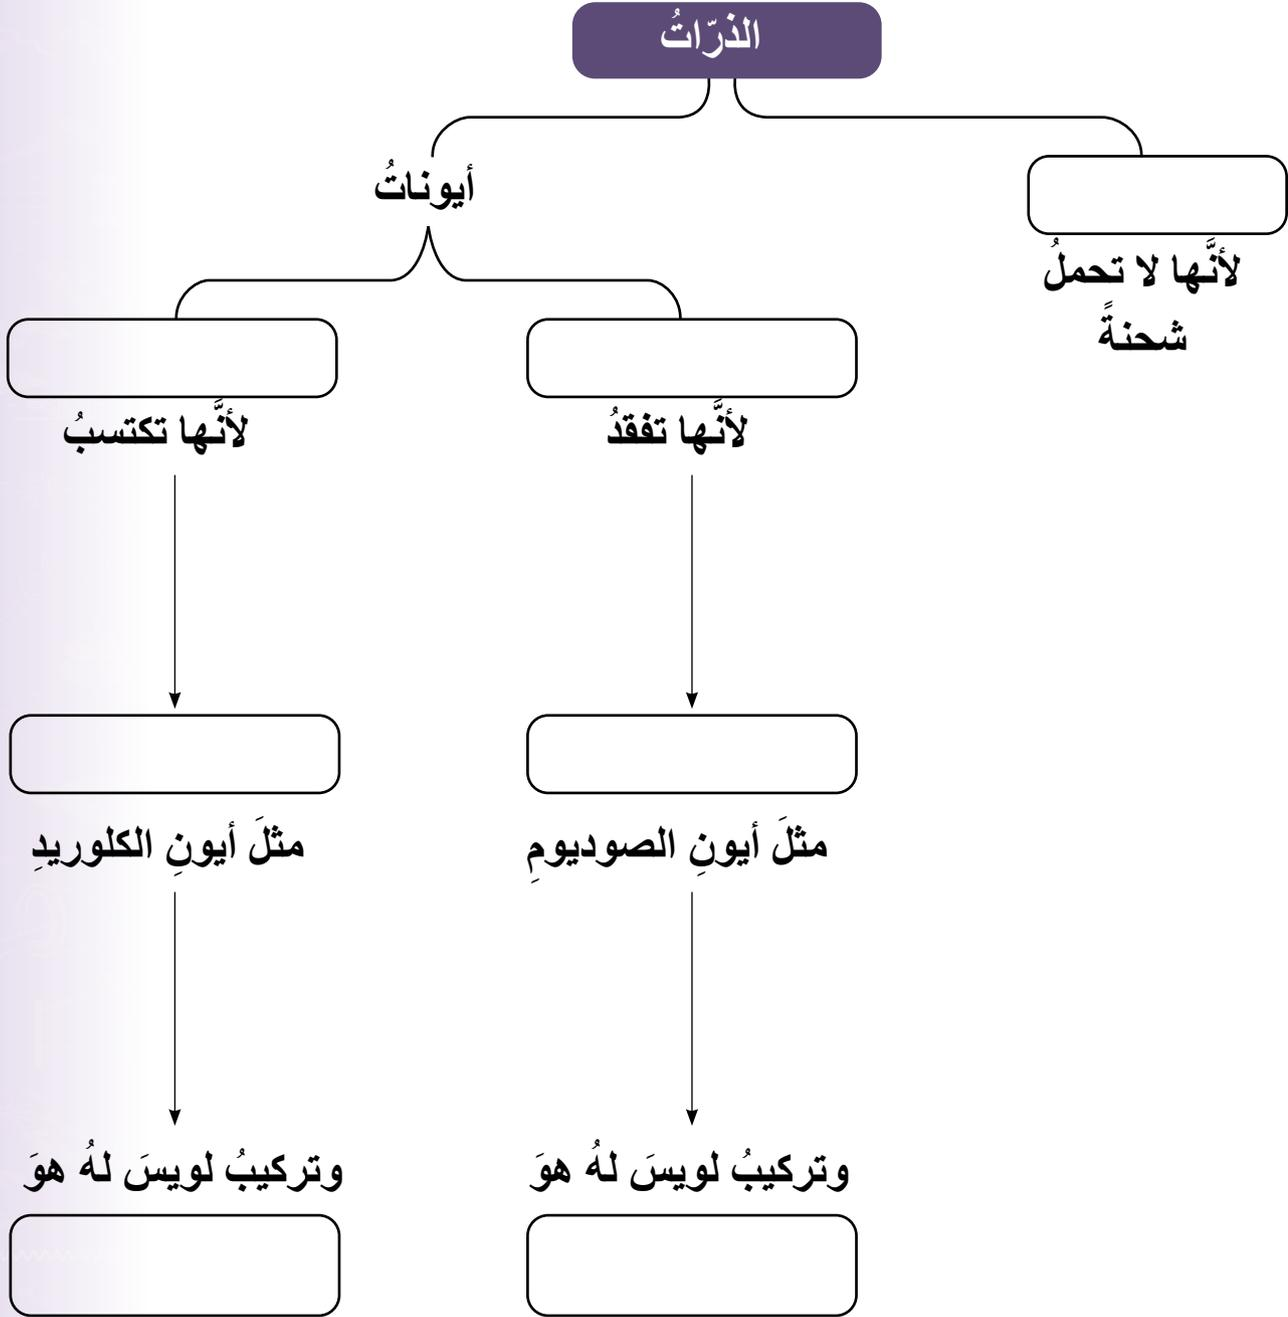 الذرّاتُ
أيوناتُ
لأنَّها لا تحملُ
شحنةً
لأنَّها تفقدُ
لأنَّها تكتسبُ
مثلَ أيونِ الصوديومِ
مثلَ أيونِ الكلوريدِ
وتركيبُ لويسَ لهُ هوَ
وتركيبُ لويسَ لهُ هوَ